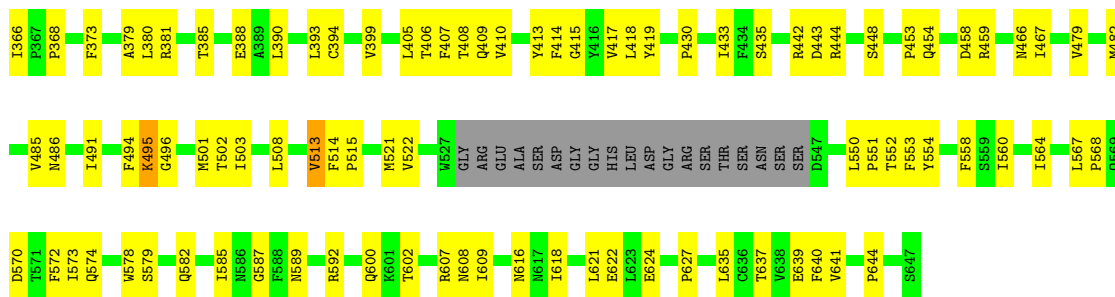 I366 P367 P368 F373 A379 L380 R381 T385 E388 A389 L390 L393 C394 V399 L405 T406 F407 T408 Q409 V410 Y413 F414 G415 Y416 V417 L418 Y419 P430 I433 F434 S435 R442 D443 R444 S448 P453 Q454 D458 R459 N466 I467 V479 M482
V485 N486 I491 F494 K495 G496 M501 T502 I503 L508 V513 F514 P515 M521 V522 W527 GLY ARG GLU ALA SER ASP GLY GLY HIS LEU ASP GLY ARG SER THR SER ASN SER SER D547 L550 P551 T552 F553 Y554 F558 S559 I560 I564 L567 P568 D569
D570 T571 F572 I573 Q574 W578 S579 Q582 I585 N586 G587 F588 N589 R592 Q600 K601 T602 R607 N608 I609 N616 N617 I618 L621 E622 L623 E624 P627 L635 C636 T637 V638 E639 F640 V641 P644 S647